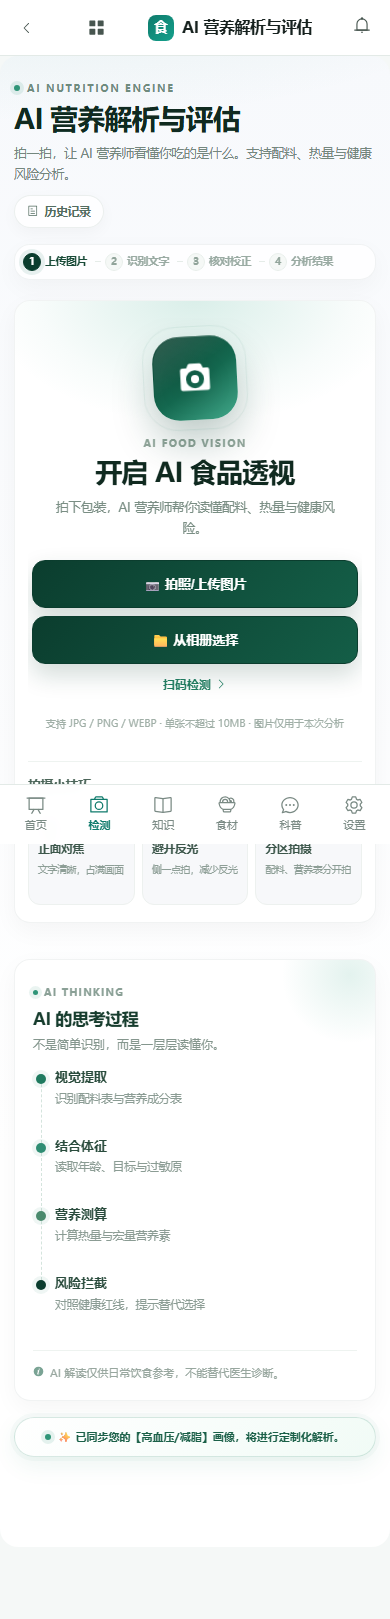 食 AI 营养解析与评估
AI NUTRITION ENGINE
AI 营养解析与评估
拍一拍，让 AI 营养师看懂你吃的是什么。支持配料、热量与健康
风险分析。
历史记录
1 上传图片 2 识别文字 3 核对校正 4 分析结果
AI FOOD VISION
开启 AI 食品透视
拍下包装，AI 营养师帮你读懂配料、热量与健康风
险。
拍照/上传图片
从相册选择
扫码检测
支持 JPG / PNG / WEBP · 单张不超过 10MB · 图片仅用于本次分析
拍摄小技巧
首页 检测 知识 食材 科普 设置
正面对焦 避开反光 分区拍摄
文字清晰，占满画面 侧一点拍，减少反光 配料、营养表分开拍
AI THINKING
AI 的思考过程
不是简单识别，而是一层层读懂你。
视觉提取
识别配料表与营养成分表
结合体征
读取年龄、目标与过敏原
营养测算
计算热量与宏量营养素
风险拦截
对照健康红线，提示替代选择
AI 解读仅供日常饮食参考，不能替代医生诊断。
已同步您的【高血压/减脂】画像，将进行定制化解析。